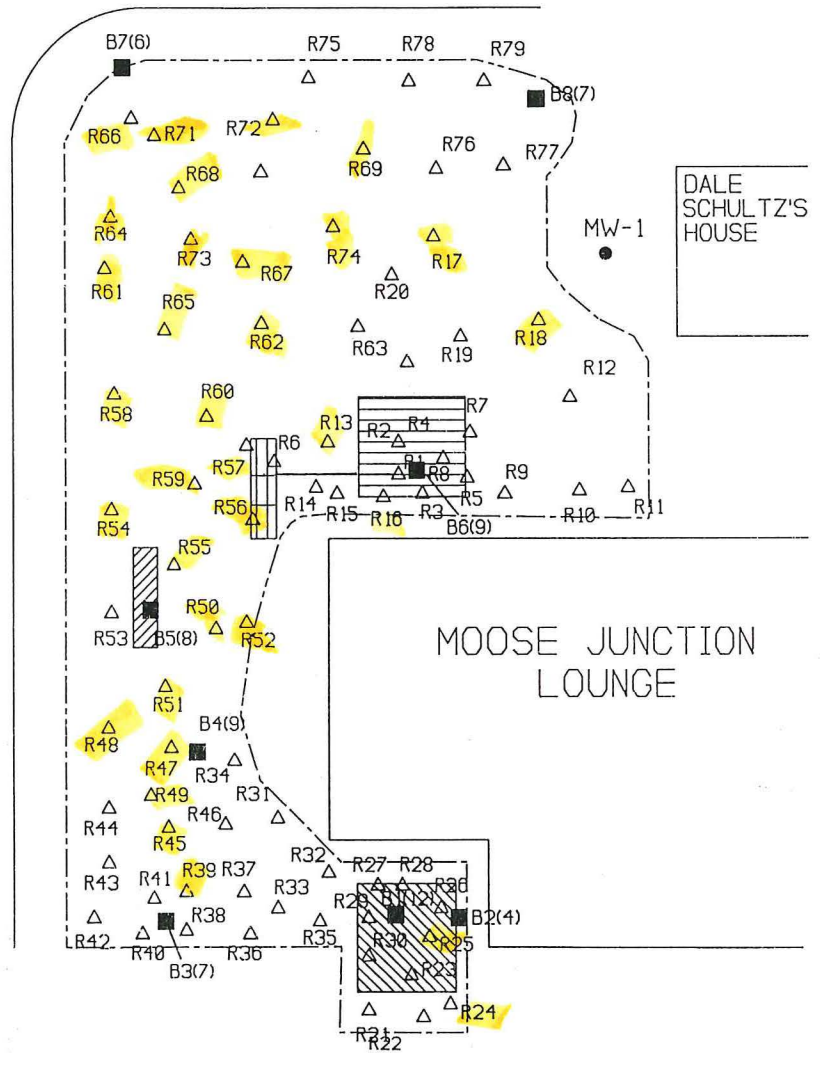 B7(6)
R75
R78
R79
B8(7)
R66
R71
R72
R68
R69
R76
R77
DALE
SCHULTZ'S
HOUSE
R64
R73
R67
R74
R17
MW-1
R61
R20
R65
R62
R63
R19
R18
R12
R58
R60
R13
R2
R4
R7
R6
R57
R59
R1
R8
R9
R14
R15
R16
R3
R5
R10
R11
R56
R54
B6(9)
R55
R53
B5(8)
R50
R52
MOOSE JUNCTION
LOUNGE
R51
B4(9)
R48
R47
R34
R49
R31
R44
R46
R45
R43
R32
R27
R28
R41
R39
R37
R33
R29
B1(12)
R26
B2(4)
R42
R40
R38
R36
R35
R30
R25
B3(7)
R23
R24
R21
R22